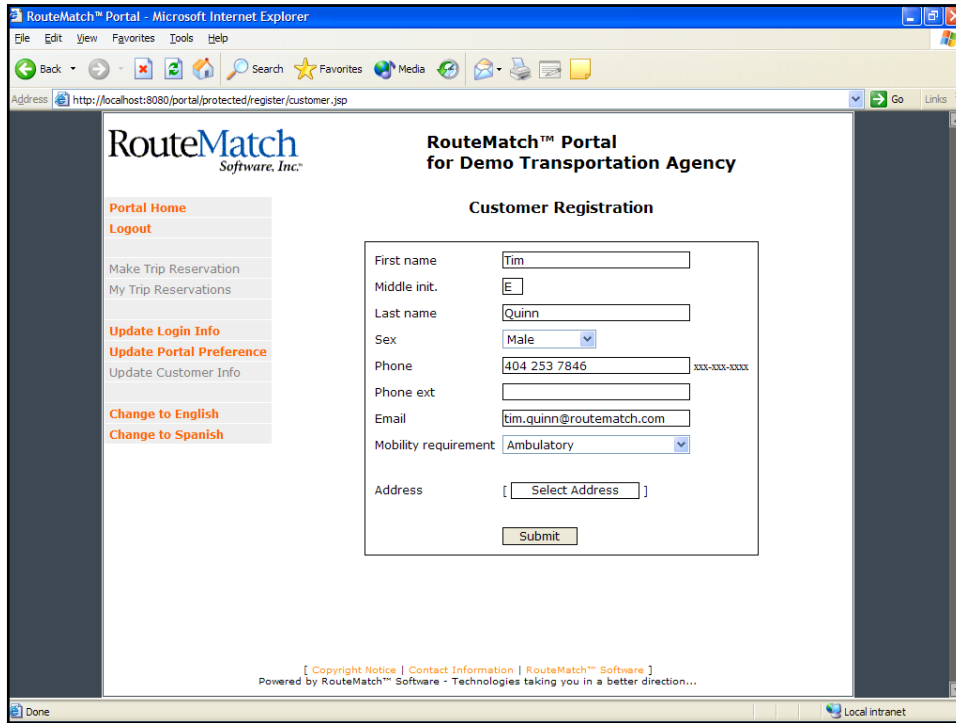 RouteMatch™ Portal - Microsoft Internet Explorer
File Edit View Favorites Tools Help
Back Search Favorites Media
Address http://localhost:8080/portal/protected/register/customer.jsp Go Links
RouteMatch
Software, Inc.™
RouteMatch™ Portal
for Demo Transportation Agency
Portal Home
Logout
Make Trip Reservation
My Trip Reservations
Update Login Info
Update Portal Preference
Update Customer Info
Change to English
Change to Spanish
Customer Registration
First name Tim
Middle init. E
Last name Quinn
Sex Male
Phone 404 253 7846 xxx-xxx-xxxx
Phone ext
Email tim.quinn@routematch.com
Mobility requirement Ambulatory
Address [ Select Address ]
Submit
[ Copyright Notice | Contact Information | RouteMatch™ Software ]
Powered by RouteMatch™ Software - Technologies taking you in a better direction...
Done Local intranet